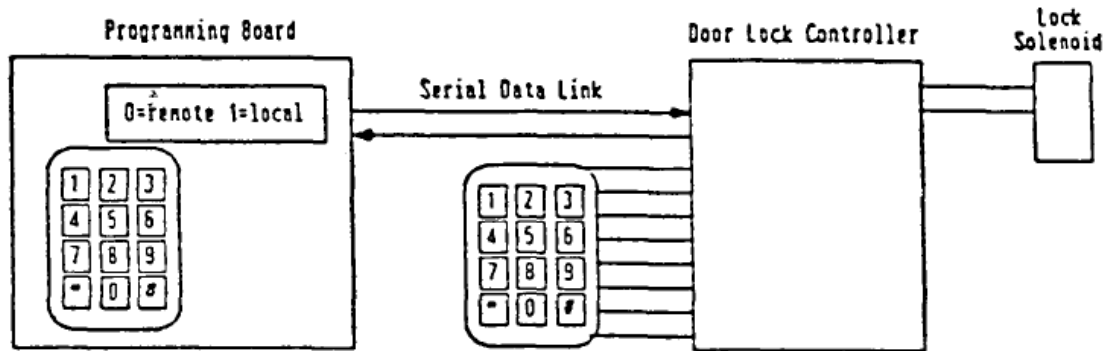 Programming Board
Door Lock Controller
Lock
Solenoid
Serial Data Link
0=remote 1=local
1 2 3
4 5 6
7 8 9
* 0 #
1 2 3
4 5 6
7 8 9
* 0 #